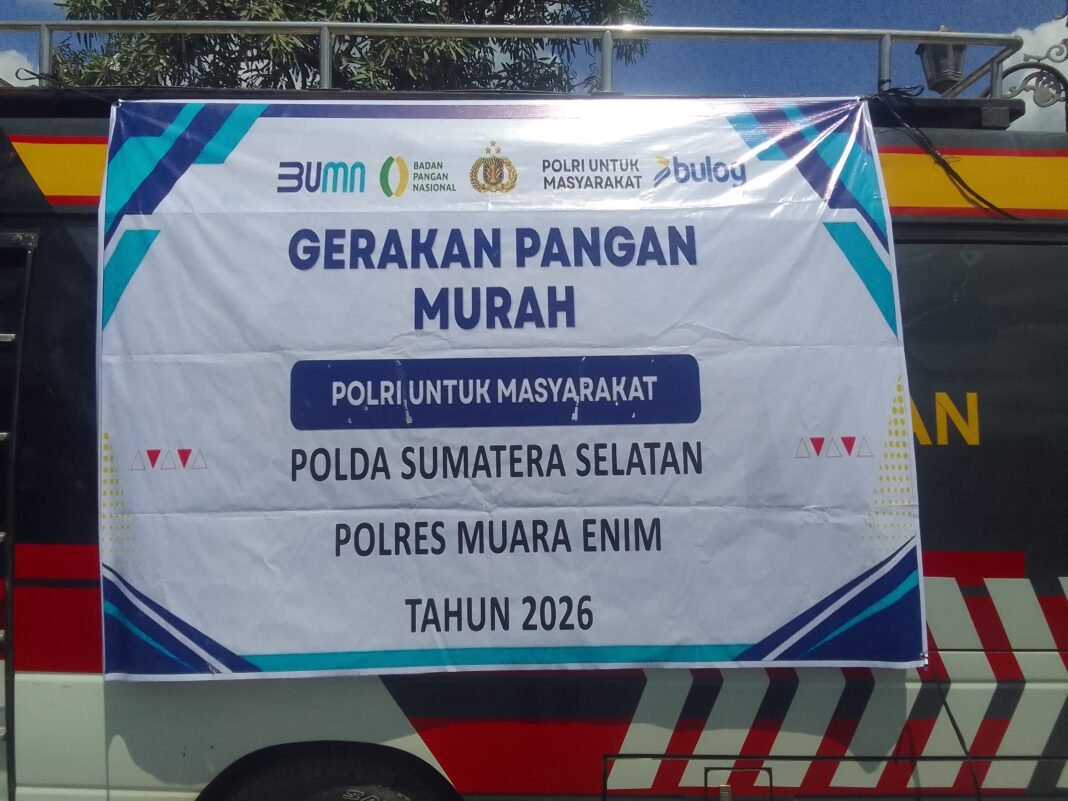 BUMN
BADAN
PANGAN
NASIONAL
POLRI UNTUK
MASYARAKAT
bulog
GERAKAN PANGAN
MURAH
POLRI UNTUK MASYARAKAT
POLDA SUMATERA SELATAN
POLRES MUARA ENIM
TAHUN 2026
AN